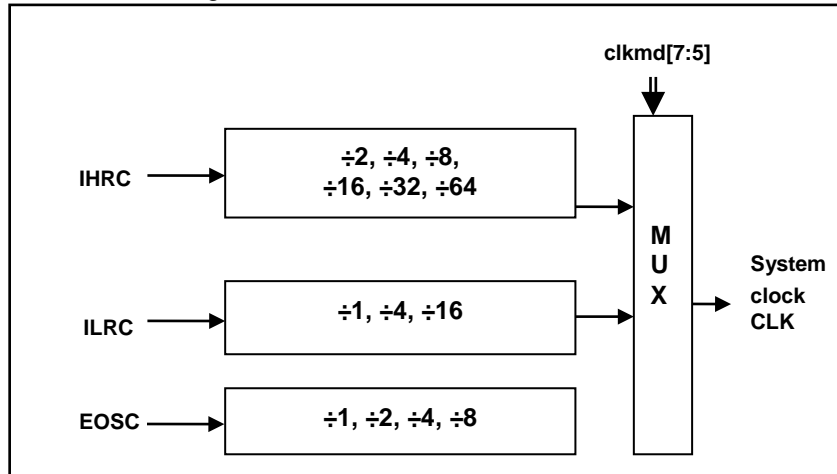 clkmd[7:5]
IHRC
÷2, ÷4, ÷8,
÷16, ÷32, ÷64
M
U
X
System
clock
CLK
ILRC
÷1, ÷4, ÷16
EOSC
÷1, ÷2, ÷4, ÷8